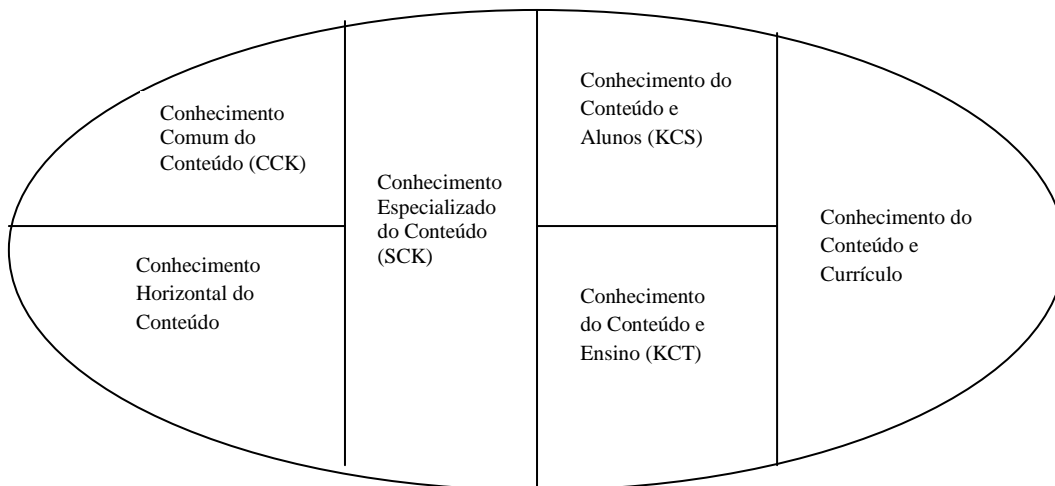 Conhecimento
Comum do
Conteúdo (CCK)
Conhecimento
Horizontal do
Conteúdo
Conhecimento
Especializado
do Conteúdo
(SCK)
Conhecimento do
Conteúdo e
Alunos (KCS)
Conhecimento
do Conteúdo e
Ensino (KCT)
Conhecimento do
Conteúdo e
Currículo